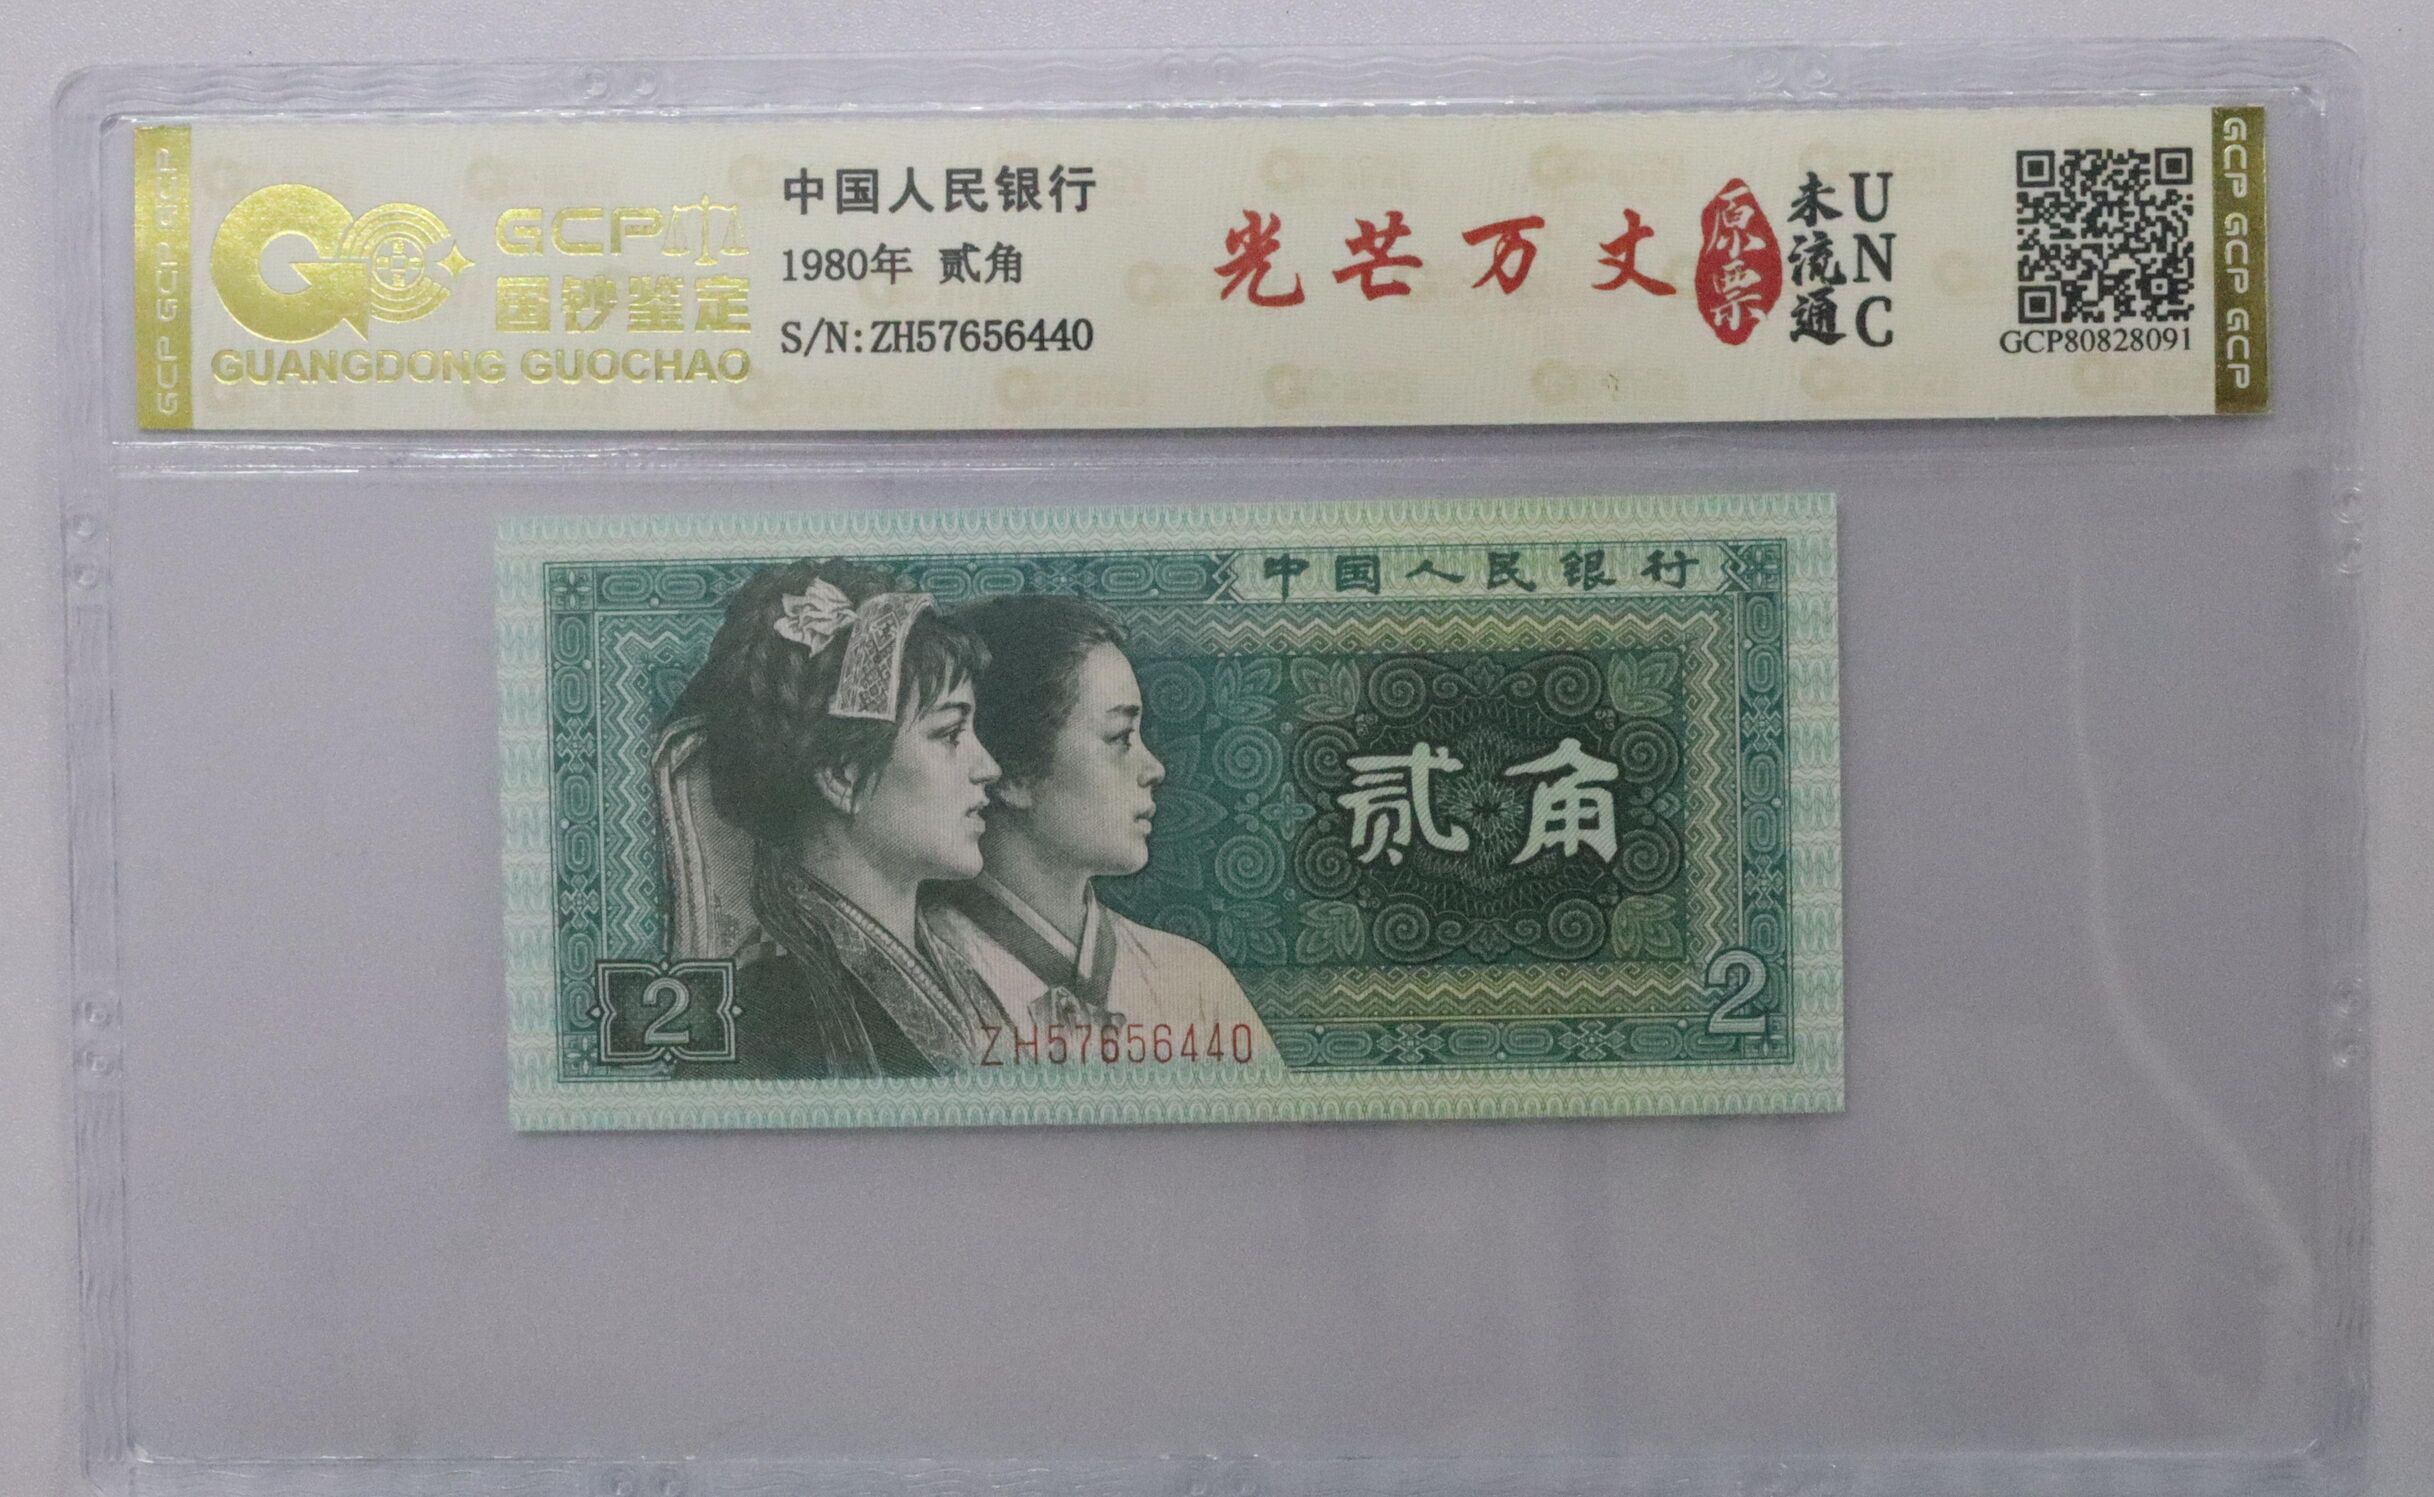 GCP GCP GCP
GCP
国钞鉴定
GUANGDONG GUOCHAO
中国人民银行
1980年 贰角
S/N:ZH57656440
光芒万丈
原票
未流通
UNC
GCP80828091
GCP GCP GCP
中国人民银行
贰角
2
2
ZH57656440